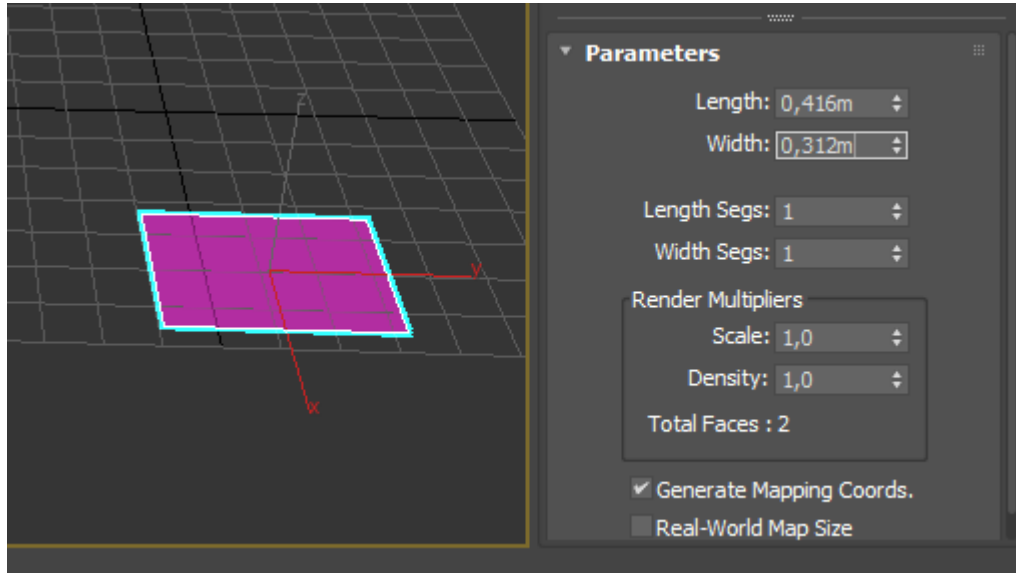 z
y
x
Parameters
Length: 0,416m
Width: 0,312m
Length Segs: 1
Width Segs: 1
Render Multipliers
Scale: 1,0
Density: 1,0
Total Faces : 2
Generate Mapping Coords.
Real-World Map Size